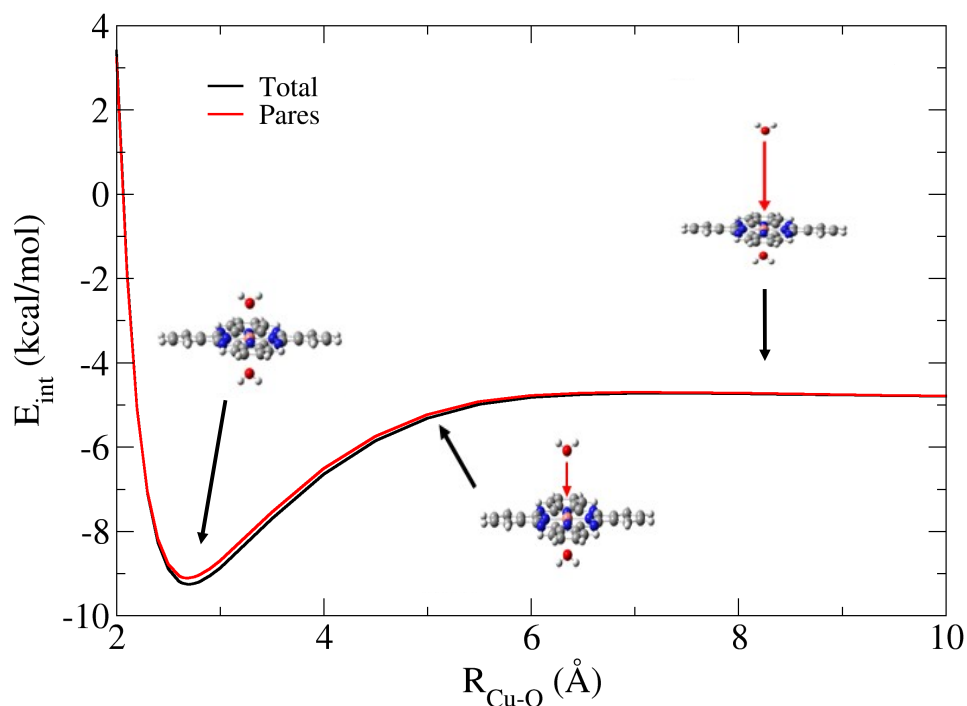 4
2
0
-2
-4
-6
-8
-10
E_int (kcal/mol)
Total
Pares
2 4 6 8 10
R_Cu-O (Å)